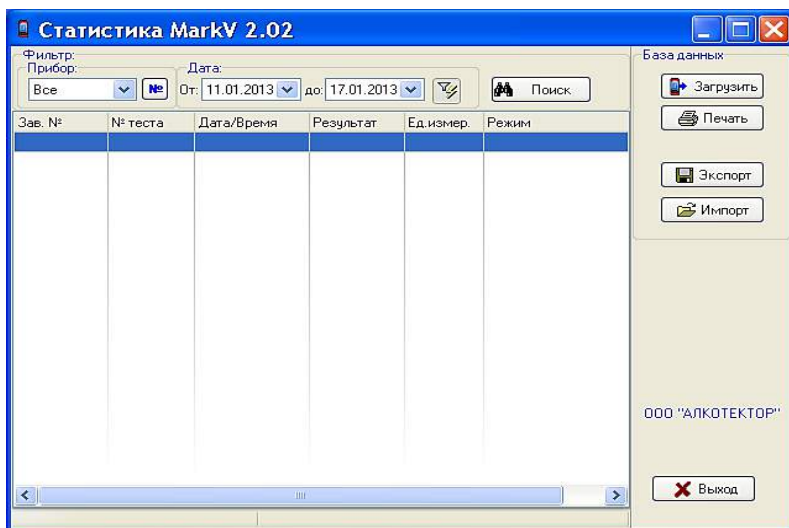 Статистика MarkV 2.02
Фильтр:
Прибор:
Дата:
База данных
Все
№
От: 11.01.2013
до: 17.01.2013
Поиск
Загрузить
Печать
Зав. № № теста Дата/Время Результат Ед.измер. Режим
Экспорт
Импорт
ООО "АЛКОТЕКТОР"
Выход